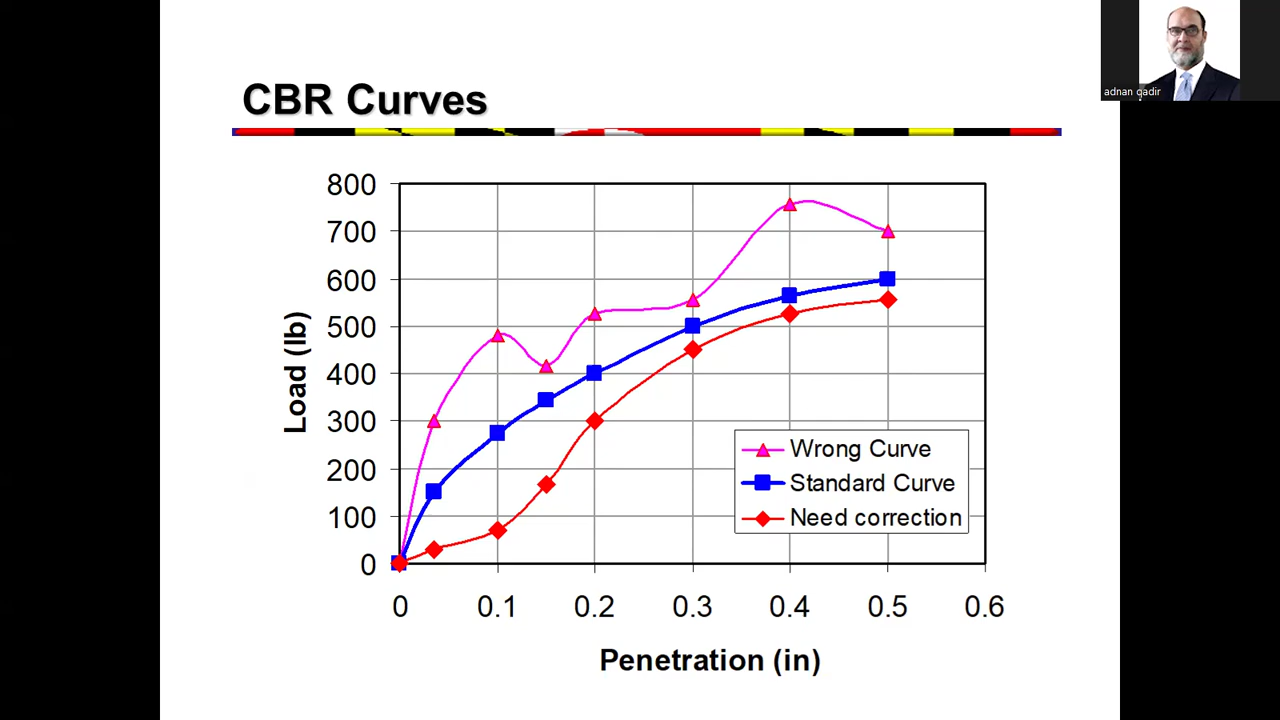 adnan qadir
CBR Curves
800
700
600
500
400
300
200
100
0
Load (lb)
Wrong Curve
Standard Curve
Need correction
0 0.1 0.2 0.3 0.4 0.5 0.6
Penetration (in)